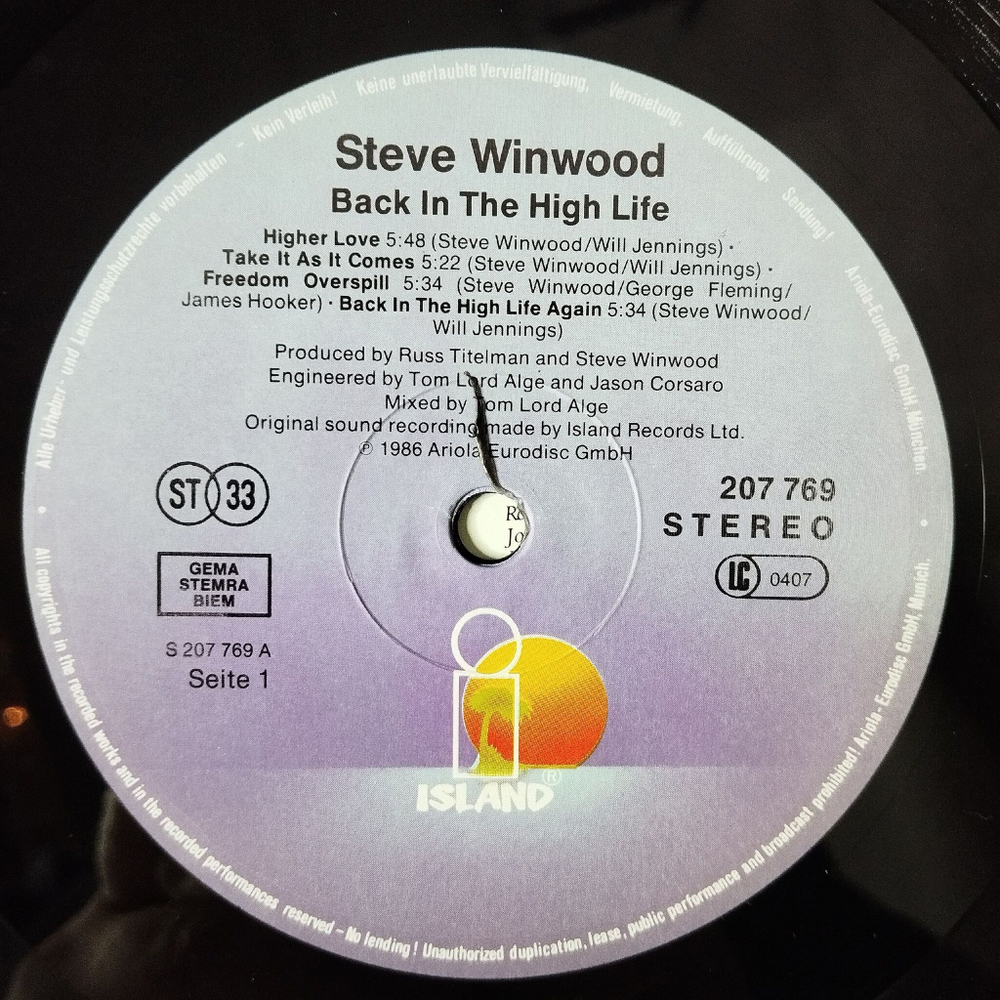 Alle Urheber- und Leistungsschutzrechte vorbehalten - Kein Verleih! Keine unerlaubte Vervielfältigung, Vermietung, Aufführung, Sendung!
Ariola-Eurodisc GmbH, München.
Steve Winwood
Back In The High Life
Higher Love 5:48 (Steve Winwood/Will Jennings) ·
Take It As It Comes 5:22 (Steve Winwood/Will Jennings) ·
Freedom Overspill 5:34 (Steve Winwood/George Fleming/
James Hooker) · Back In The High Life Again 5:34 (Steve Winwood/
Will Jennings)
Produced by Russ Titelman and Steve Winwood
Engineered by Tom Lord Alge and Jason Corsaro
Mixed by Tom Lord Alge
Original sound recording made by Island Records Ltd.
℗ 1986 Ariola Eurodisc GmbH
ST 33
207 769
STEREO
LC 0407
GEMA
STEMRA
BIEM
S 207 769 A
Seite 1
ISLAND®
All copyrights in the recorded works and in the recorded performances reserved - No lending! Unauthorized duplication, lease, public performance and broadcast prohibited! Ariola-Eurodisc GmbH, Munich.